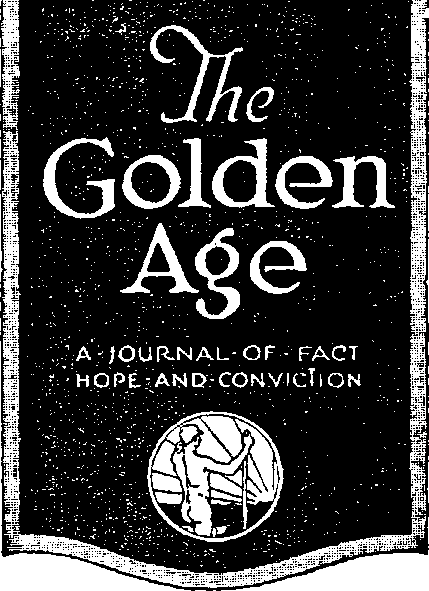 The
Golden
Age
A · JOURNAL · OF · FACT
HOPE · AND · CONVICTION